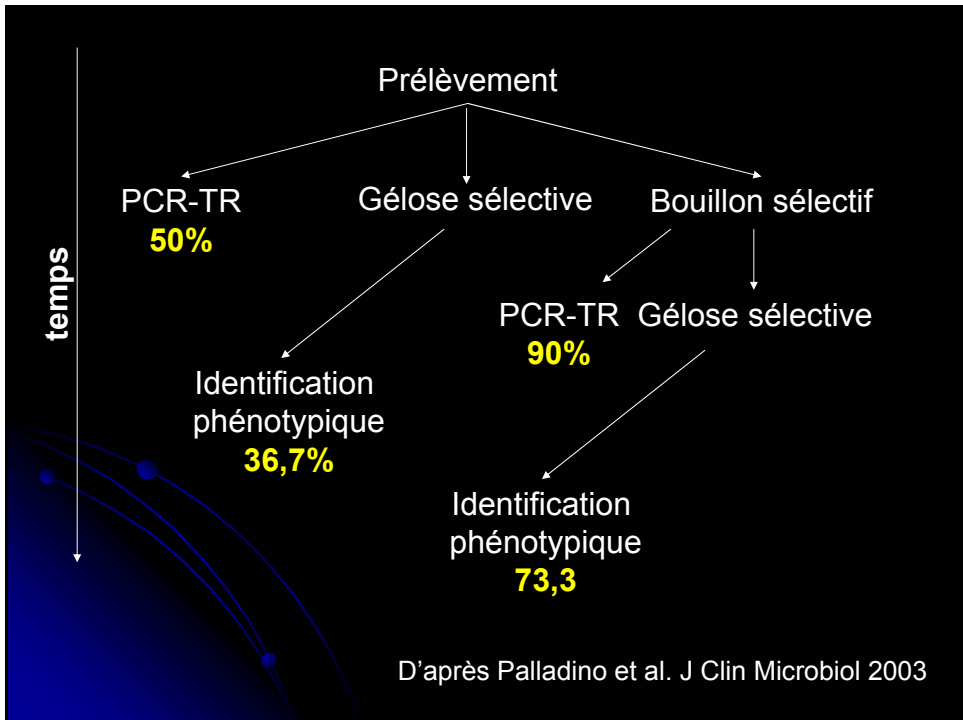 Prélèvement
temps
PCR-TR
50%
Gélose sélective
Bouillon sélectif
PCR-TR
90%
Gélose sélective
Identification
phénotypique
36,7%
Identification
phénotypique
73,3
D'après Palladino et al. J Clin Microbiol 2003